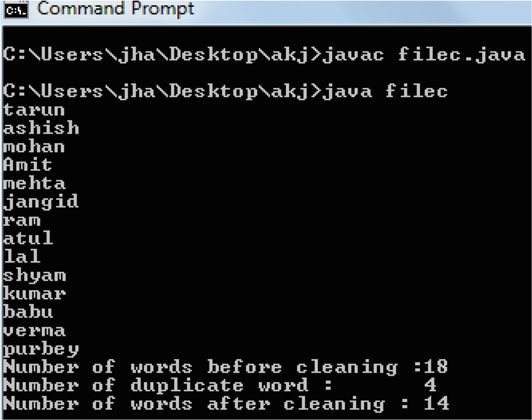 Command Prompt
C:\Users\jha\Desktop\akj>javac filec.java
C:\Users\jha\Desktop\akj>java filec
tarun
ashish
mohan
Amit
mehta
jangid
ram
atul
lal
shyam
kumar
babu
verma
purbey
Number of words before cleaning :18
Number of duplicate word :        4
Number of words after cleaning : 14